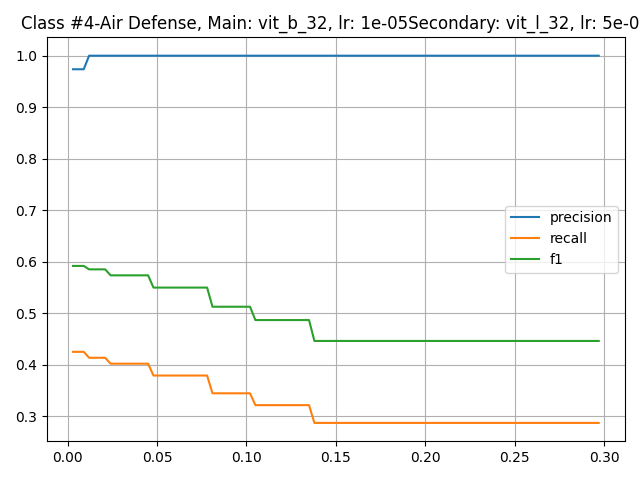 Class #4-Air Defense, Main: vit_b_32, lr: 1e-05Secondary: vit_l_32, lr: 5e-0
1.0
0.9
0.8
0.7
0.6
0.5
0.4
0.3
precision
recall
f1
0.00 0.05 0.10 0.15 0.20 0.25 0.30